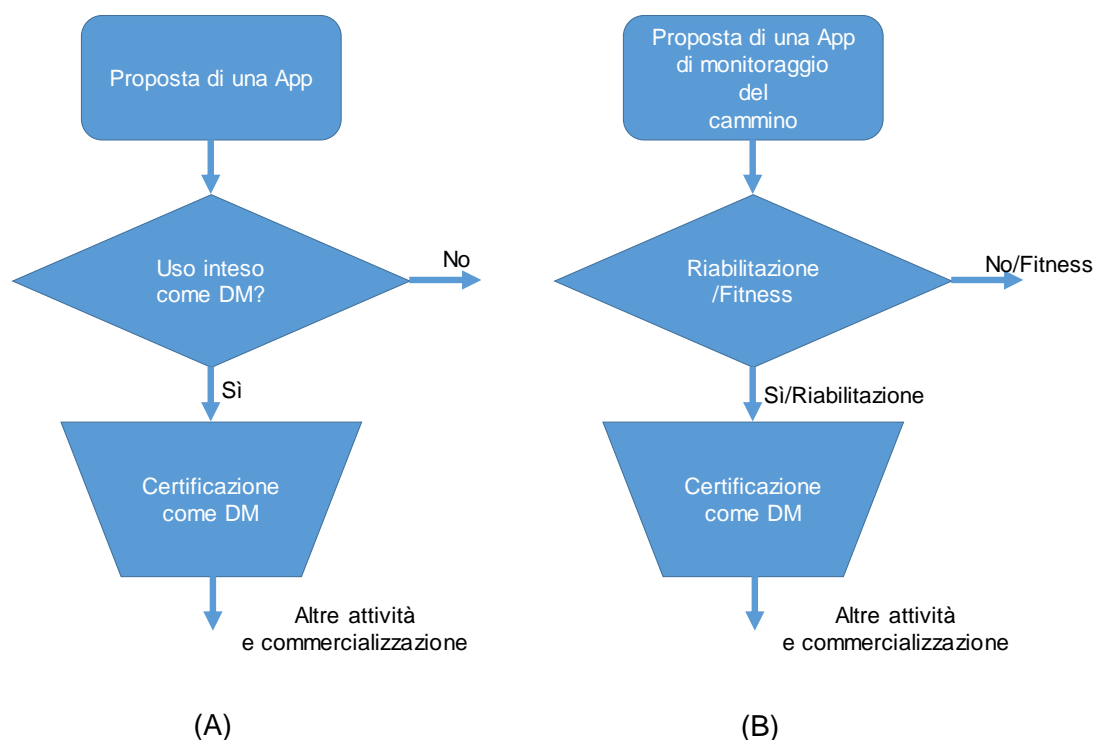 Proposta di una App
Uso inteso
come DM?
No
Sì
Certificazione
come DM
Altre attività
e commercializzazione
(A)
Proposta di una App
di monitoraggio
del
cammino
Riabilitazione
/Fitness
No/Fitness
Sì/Riabilitazione
Certificazione
come DM
Altre attività
e commercializzazione
(B)